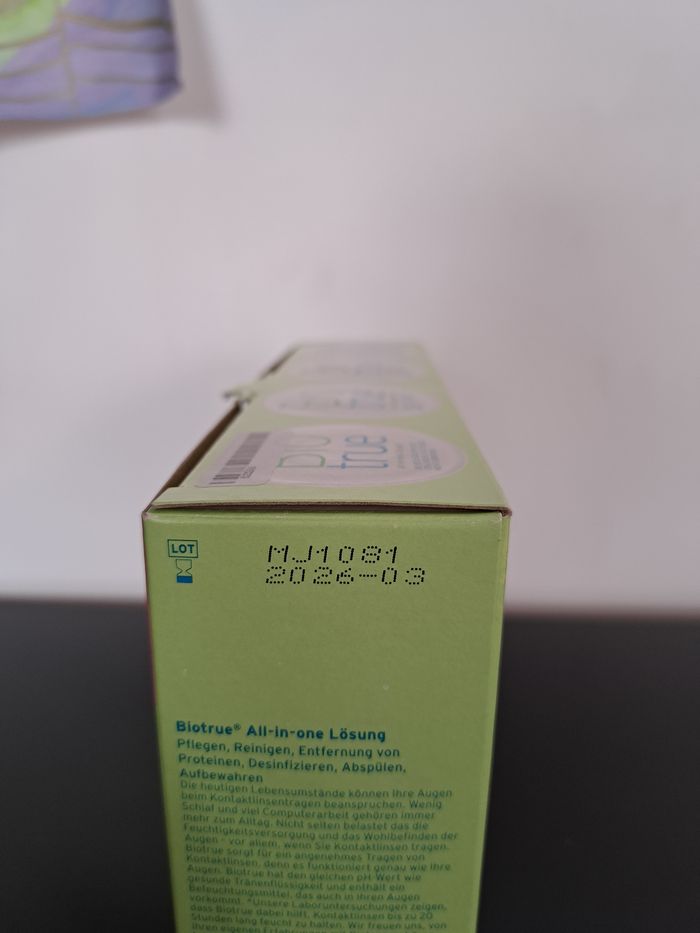 true
LOT
MJ1081
2026-03
Biotrue® All-in-one Lösung
Pflegen, Reinigen, Entfernung von
Proteinen, Desinfizieren, Abspülen,
Aufbewahren
Die heutigen Lebensumstände können Ihre Augen
beim Kontaktlinsentragen beanspruchen. Wenig
Schlaf und viel Computerarbeit gehören immer
mehr zum Alltag. Nicht selten belastet das die
Feuchtigkeitsversorgung und das Wohlbefinden der
Augen - vor allem, wenn Sie Kontaktlinsen tragen.
Biotrue sorgt für ein angenehmes Tragen von
Kontaktlinsen, denn es funktioniert genau wie Ihre
Augen. Biotrue hat den gleichen pH-Wert wie
gesunde Tränenflüssigkeit und enthält ein
Befeuchtungsmittel, das auch in Ihren Augen
vorkommt. *Unsere Laboruntersuchungen zeigen,
dass Biotrue dabei hilft, Kontaktlinsen bis zu 20
Stunden lang feucht zu halten. Wir freuen uns, von
Ihren eigenen